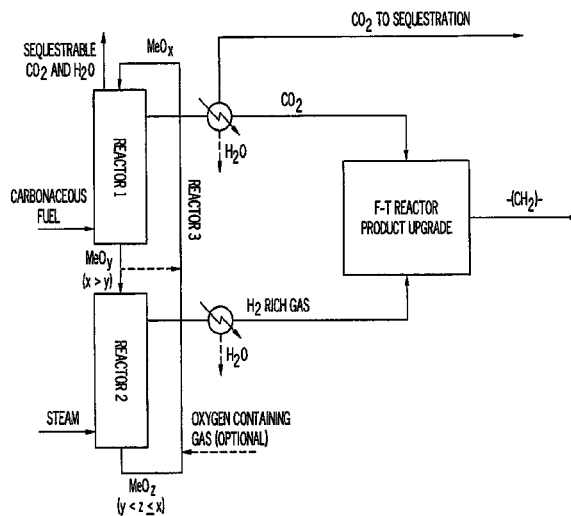 CO2 TO SEQUESTRATION
SEQUESTRABLE
CO2 AND H2O
MeOx
CO2
H2O
REACTOR 1
REACTOR 3
CARBONACEOUS
FUEL
F-T REACTOR
PRODUCT UPGRADE
-(CH2)-
MeOy
(x > y)
H2 RICH GAS
H2O
REACTOR 2
STEAM
OXYGEN CONTAINING
GAS (OPTIONAL)
MeOz
(y < z ≤ x)